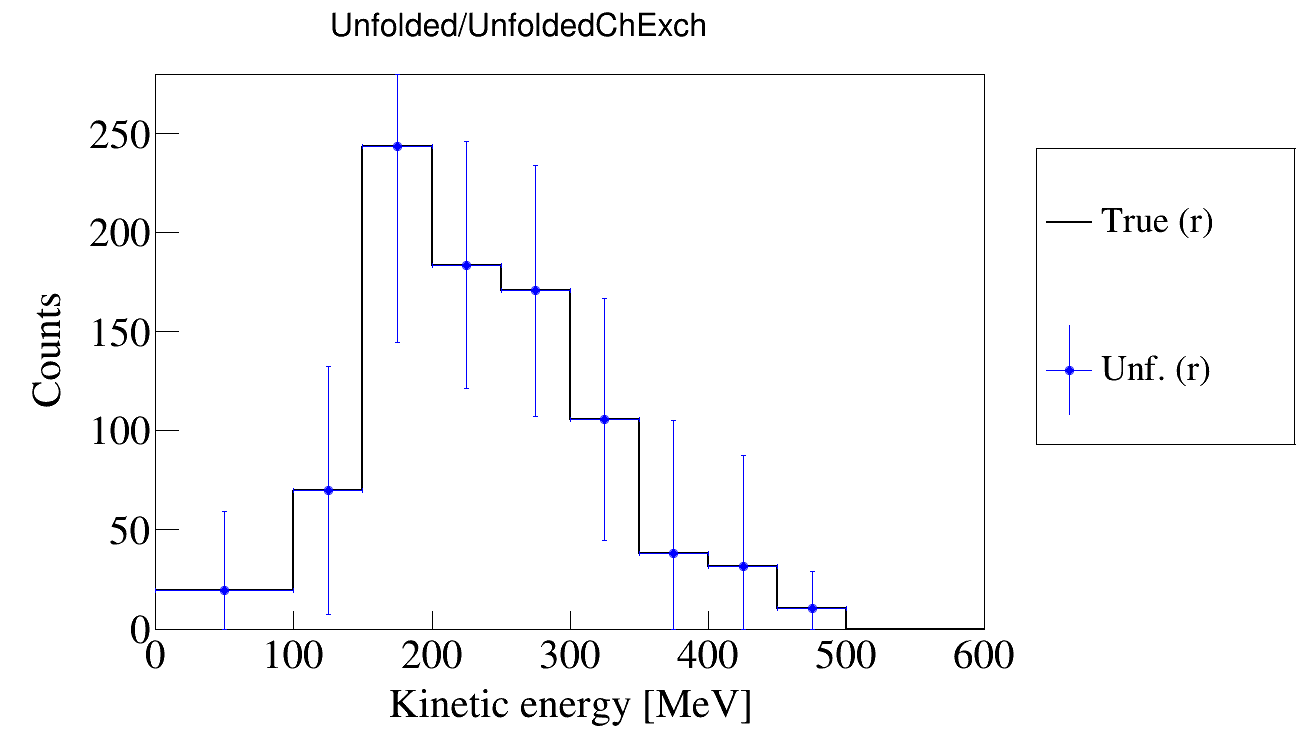 Unfolded/UnfoldedChExch
250
200
150
100
50
0
Counts
0 100 200 300 400 500 600
Kinetic energy [MeV]
True (r)
Unf. (r)